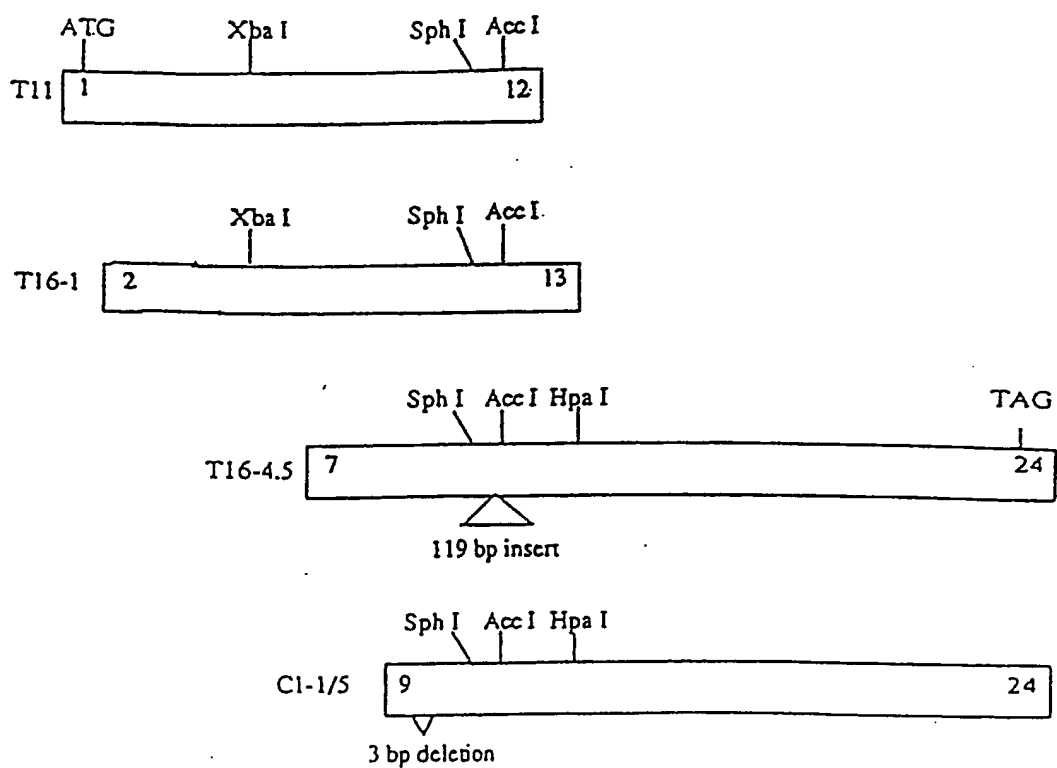 ATG Xba I Sph I Acc I
T11 1 12
Xba I Sph I Acc I
T16-1 2 13
Sph I Acc I Hpa I TAG
T16-4.5 7 24
119 bp insert
Sph I Acc I Hpa I
C1-1/5 9 24
3 bp deletion